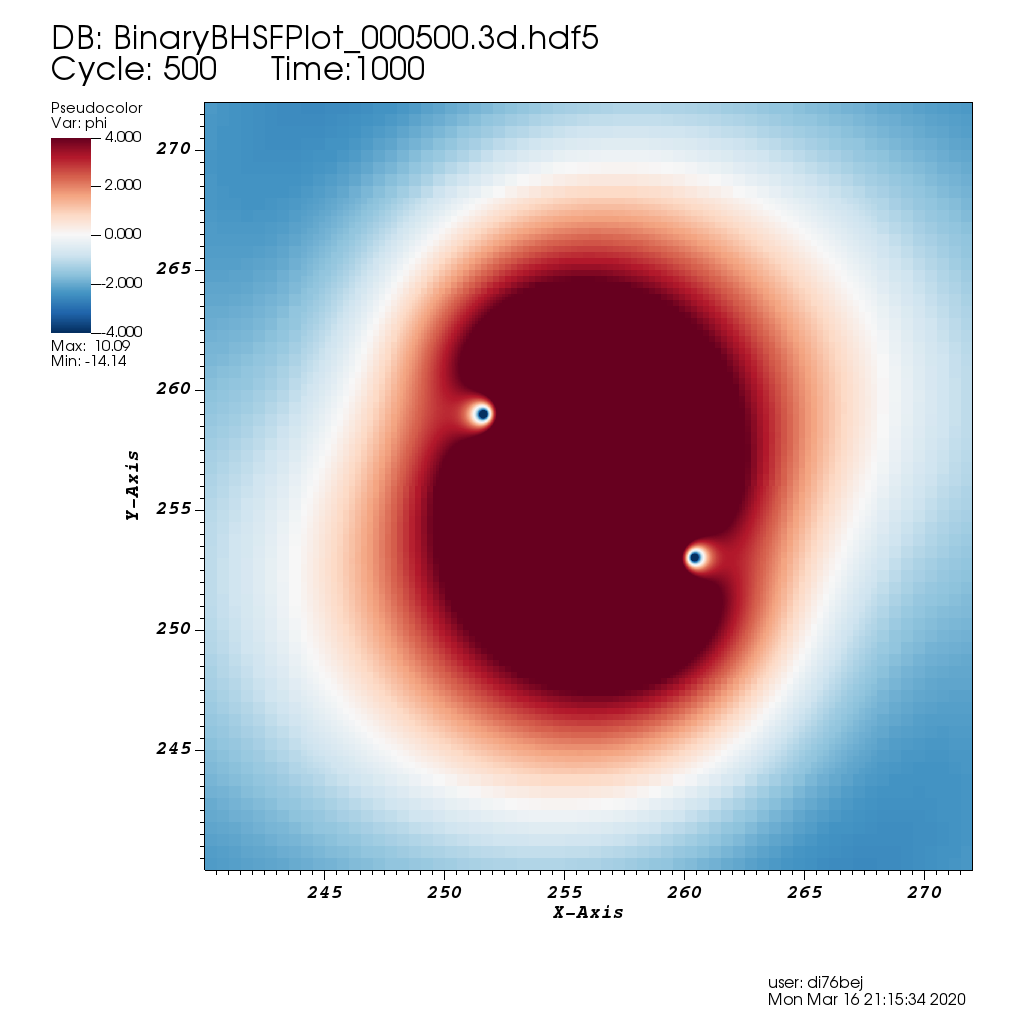 DB: BinaryBHSFPlot_000500.3d.hdf5
Cycle: 500 Time:1000
Pseudocolor
Var: phi
4.000
2.000
0.000
-2.000
-4.000
Max: 10.09
Min: -14.14
270
265
260
255
250
245
Y-Axis
245 250 255 260 265 270
X-Axis
user: di76bej
Mon Mar 16 21:15:34 2020